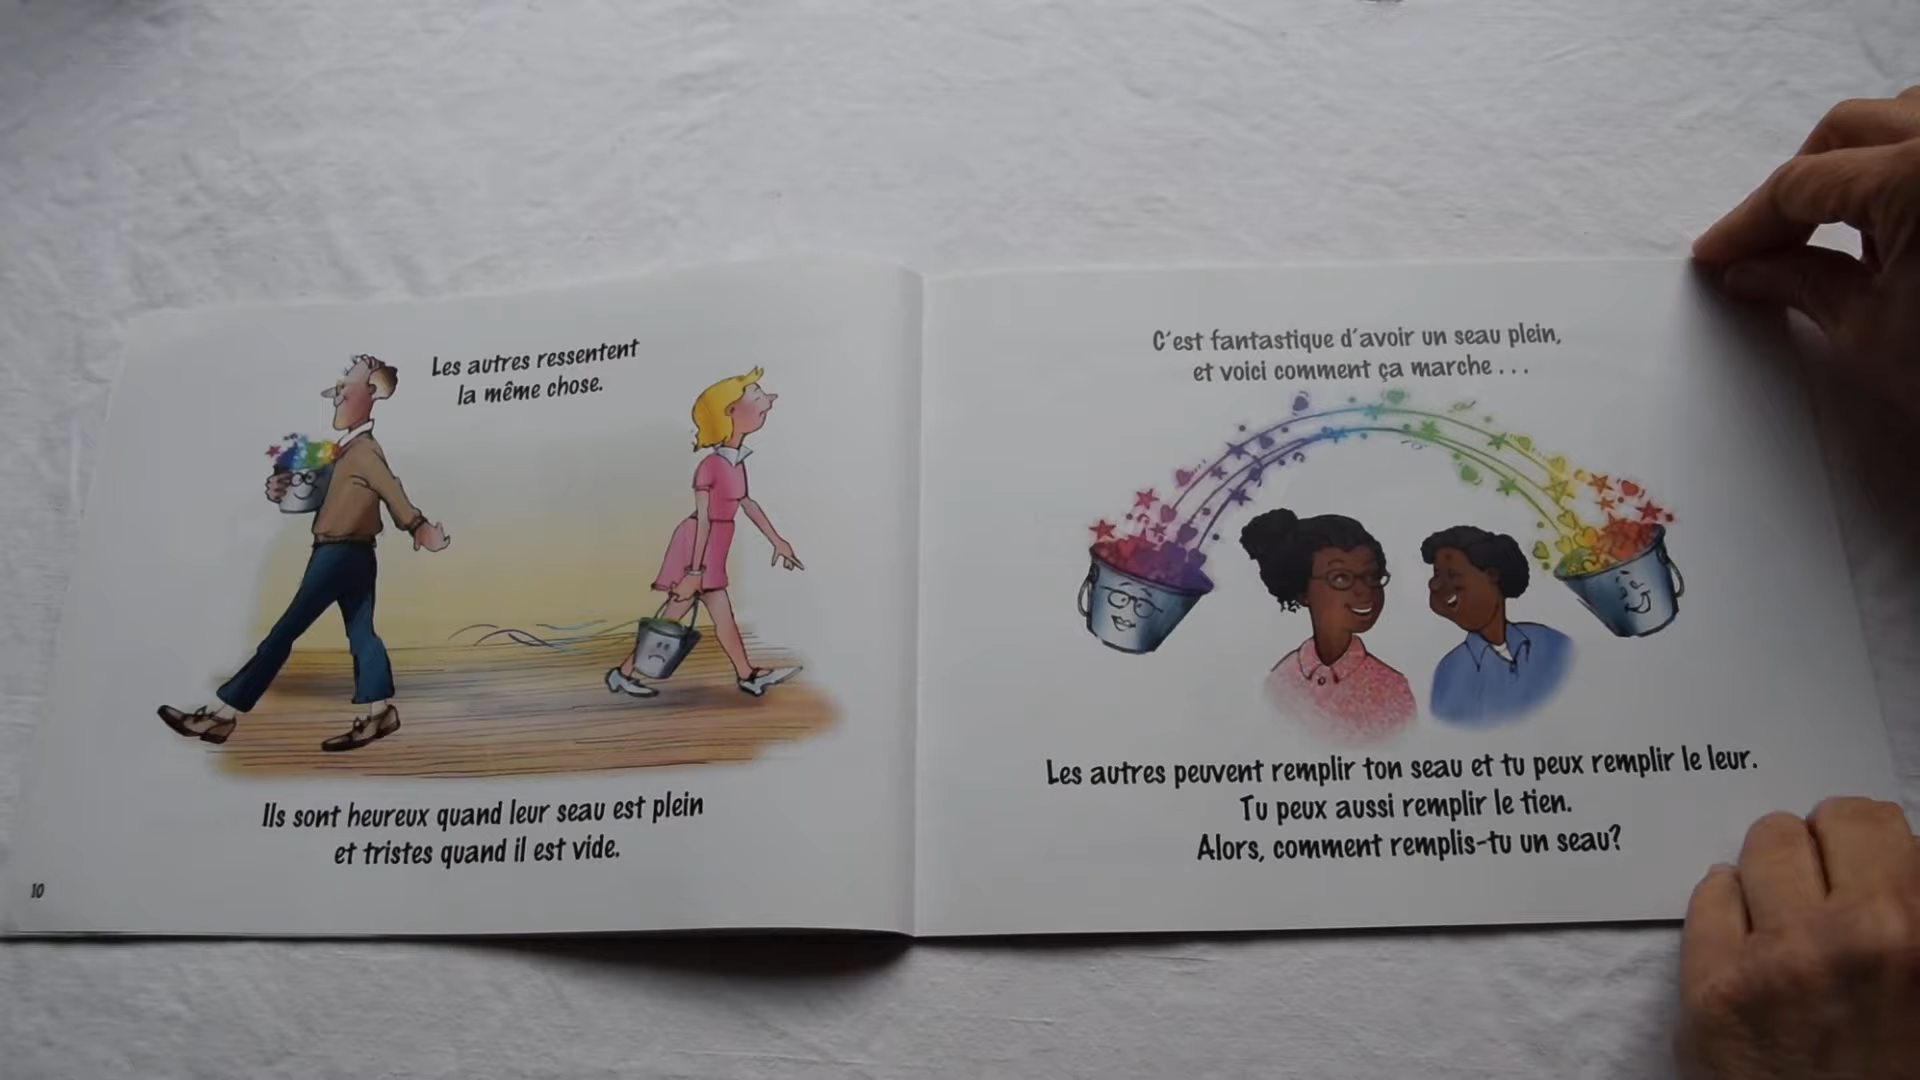 Les autres ressentent
la même chose.
Ils sont heureux quand leur seau est plein
et tristes quand il est vide.
10
C'est fantastique d'avoir un seau plein,
et voici comment ça marche . . .
Les autres peuvent remplir ton seau et tu peux remplir le leur.
Tu peux aussi remplir le tien.
Alors, comment remplis-tu un seau?